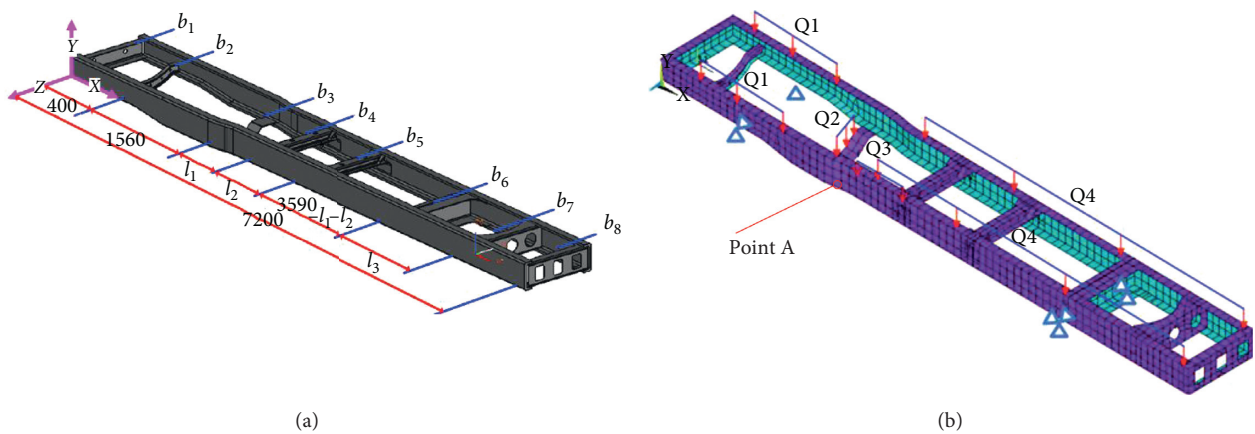 b1
b2
b3
b4
b5
b6
b7
b8
Y
Z
X
400
1560
l1
l2
3590
–l1–l2
7200
l3
(a)
Q1
Q1
Q2
Q3
Q4
Q4
Y
X
Point A
(b)